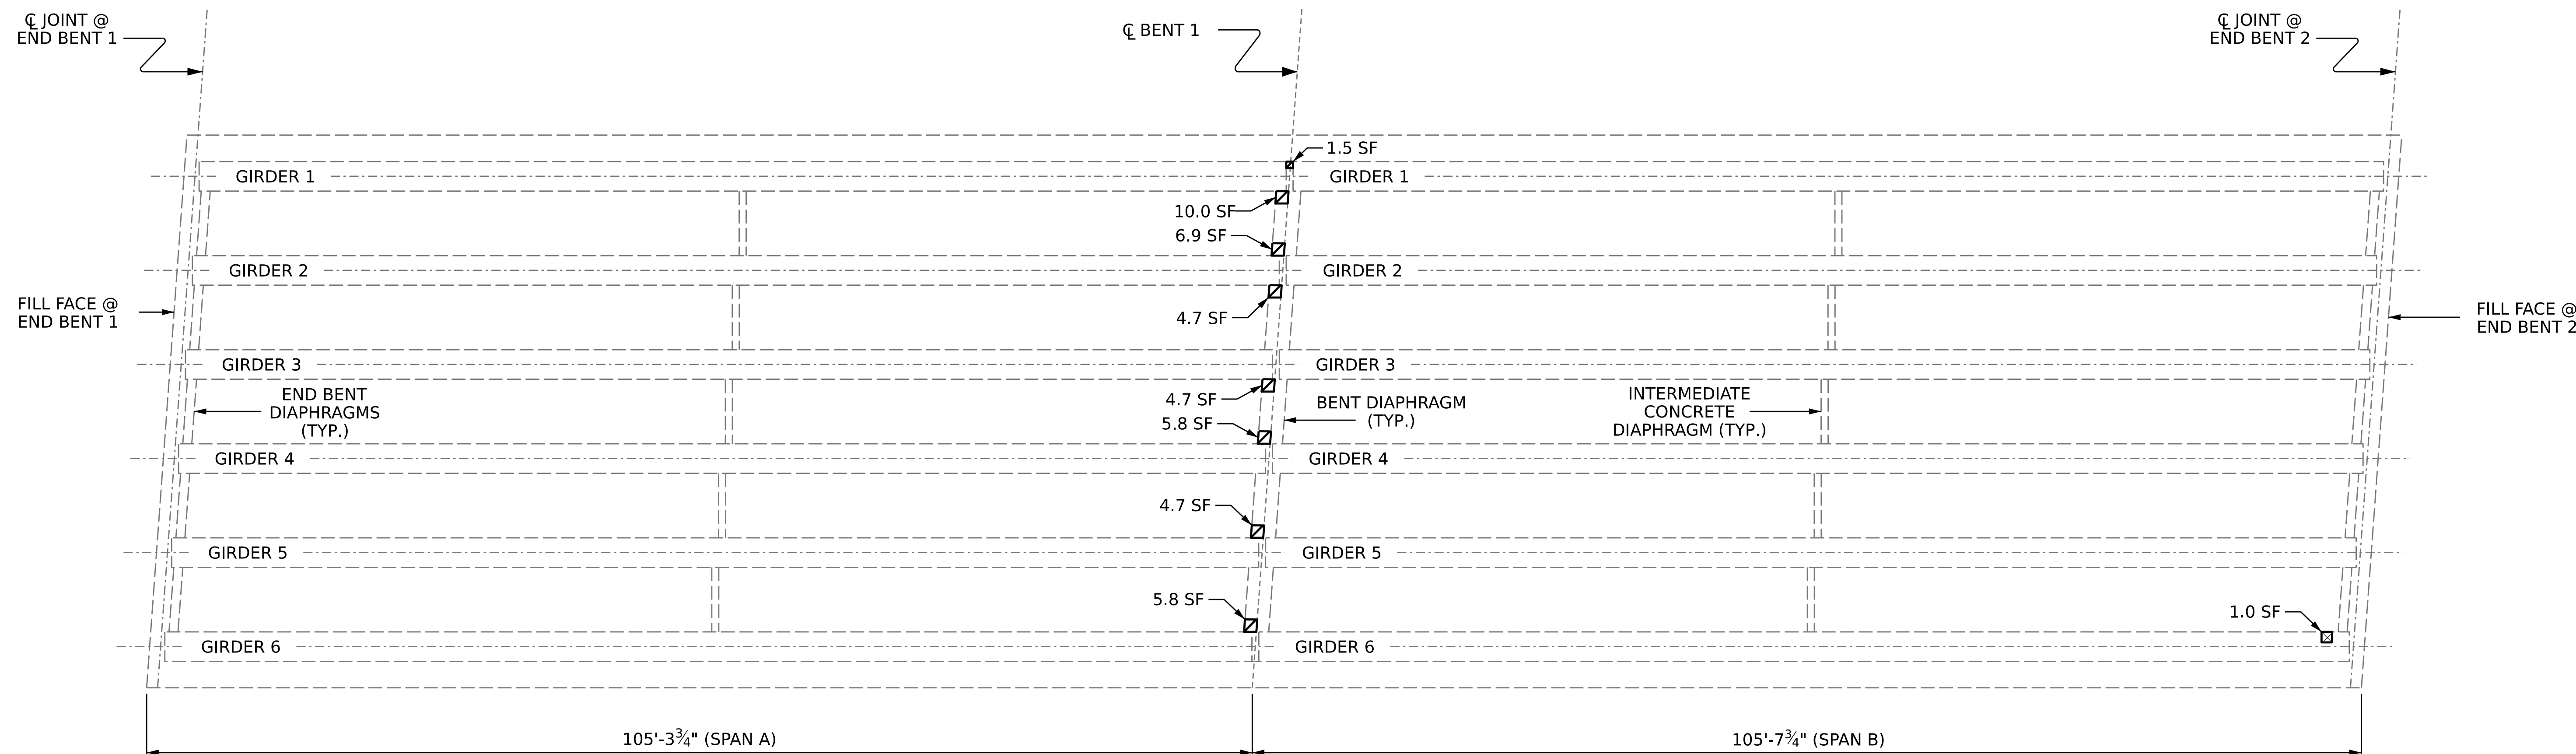 ℄ JOINT @
END BENT 1
℄ BENT 1
℄ JOINT @
END BENT 2
1.5 SF
GIRDER 1
GIRDER 1
10.0 SF
6.9 SF
GIRDER 2
GIRDER 2
FILL FACE @
END BENT 1
4.7 SF
FILL FACE @
END BENT 2
GIRDER 3
GIRDER 3
END BENT
DIAPHRAGMS
(TYP.)
4.7 SF
5.8 SF
BENT DIAPHRAGM
(TYP.)
INTERMEDIATE
CONCRETE
DIAPHRAGM (TYP.)
GIRDER 4
GIRDER 4
4.7 SF
GIRDER 5
GIRDER 5
5.8 SF
1.0 SF
GIRDER 6
GIRDER 6
105'-3¾" (SPAN A)
105'-7¾" (SPAN B)